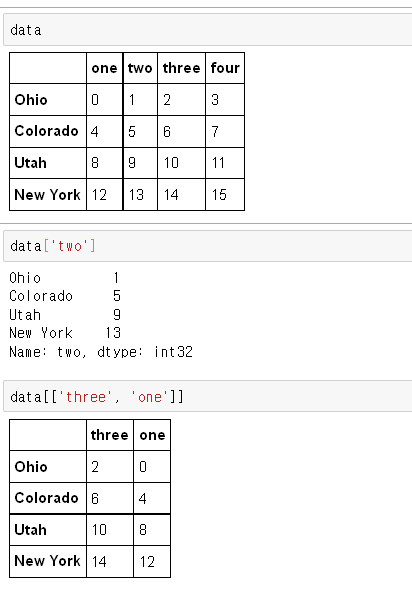 data
one two three four
Ohio 0 1 2 3
Colorado 4 5 6 7
Utah 8 9 10 11
New York 12 13 14 15
data['two']
Ohio 1
Colorado 5
Utah 9
New York 13
Name: two, dtype: int32
data[['three', 'one']]
three one
Ohio 2 0
Colorado 6 4
Utah 10 8
New York 14 12